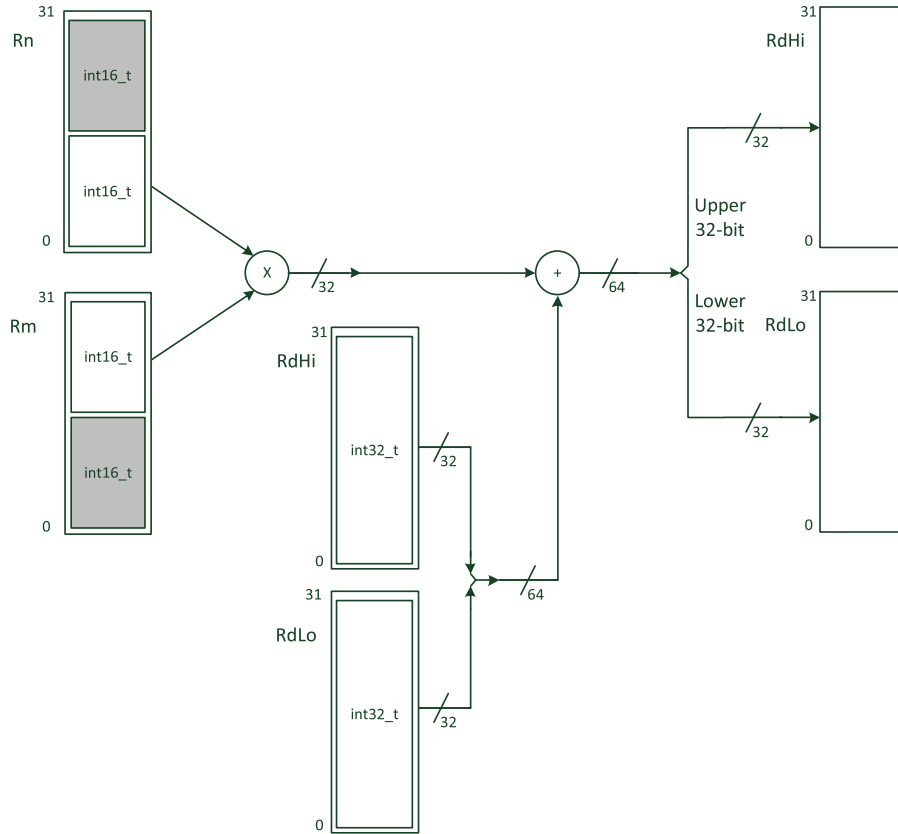 31
Rn
int16_t
int16_t
0
31
Rm
int16_t
int16_t
0
X
32
31
RdHi
int32_t
32
0
31
RdLo
int32_t
32
0
64
+
64
Upper
32-bit
Lower
32-bit
32
32
31
RdHi
0
31
RdLo
0